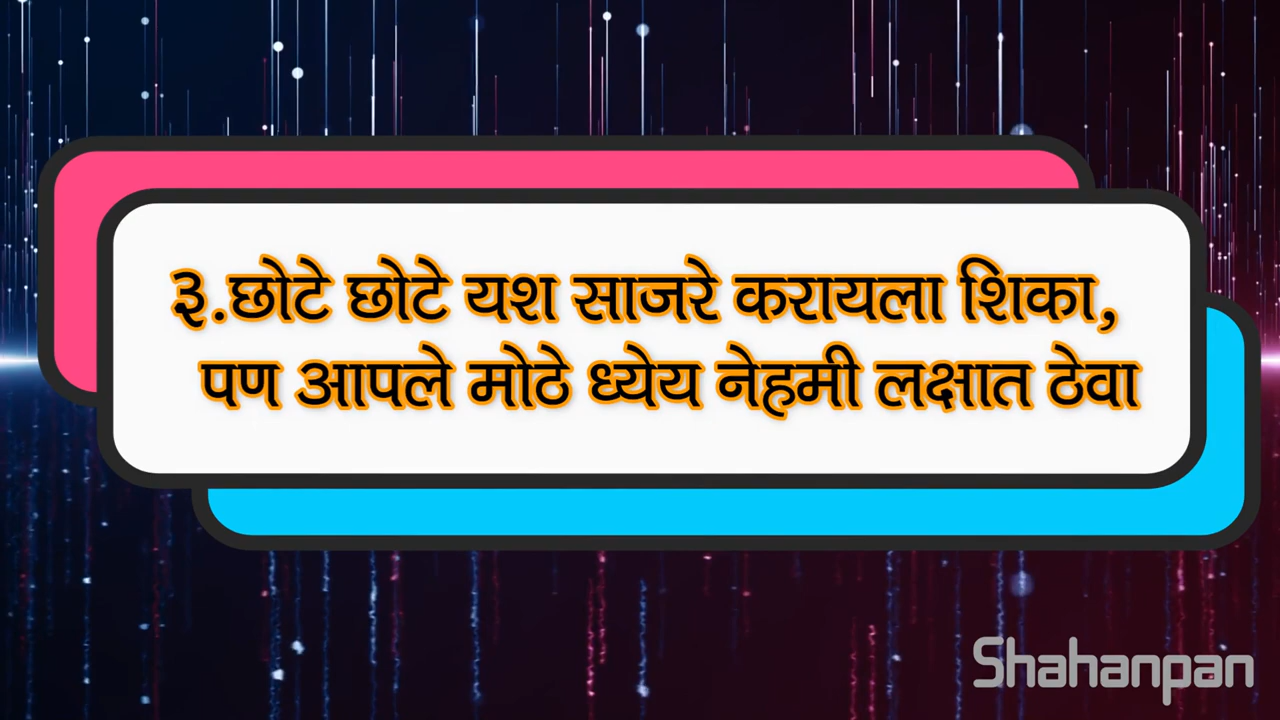 ३.छोटे छोटे यश साजरे करायला शिका,
पण आपले मोठे ध्येय नेहमी लक्षात ठेवा
Shahanpan